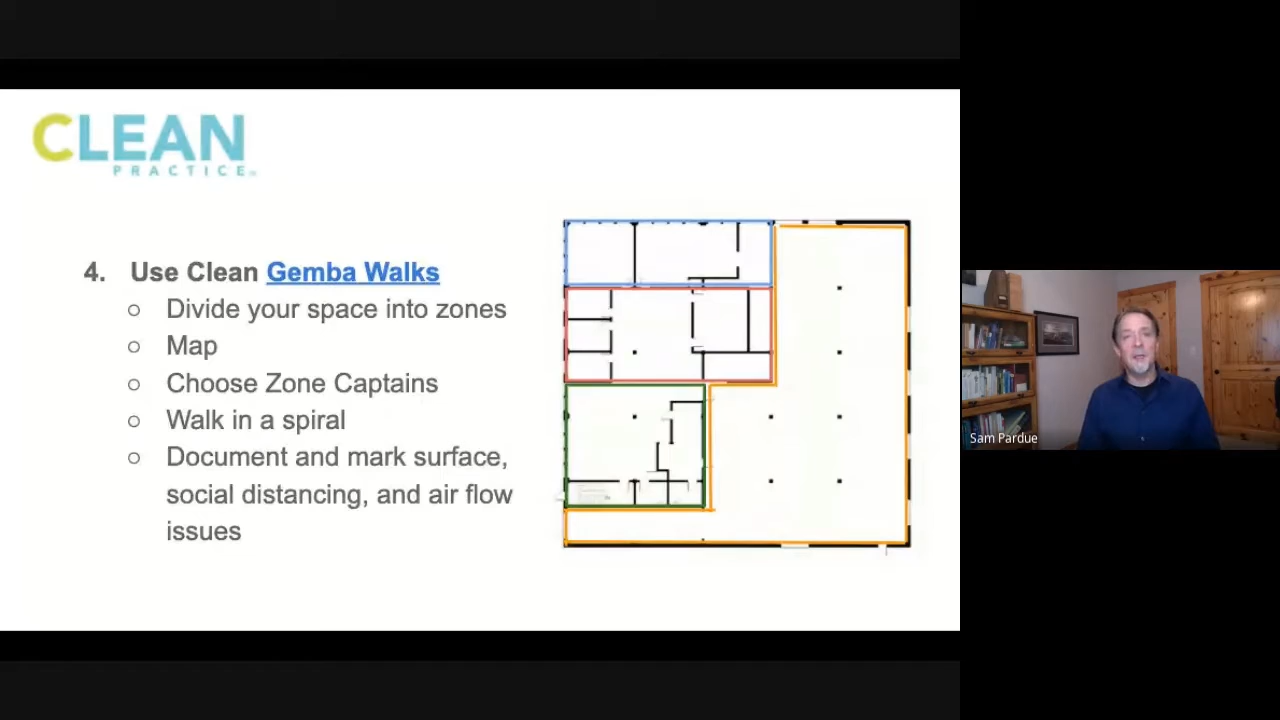 CLEAN
PRACTICE
4. Use Clean Gemba Walks
○ Divide your space into zones
○ Map
○ Choose Zone Captains
○ Walk in a spiral
○ Document and mark surface,
social distancing, and air flow
issues
Sam Pardue